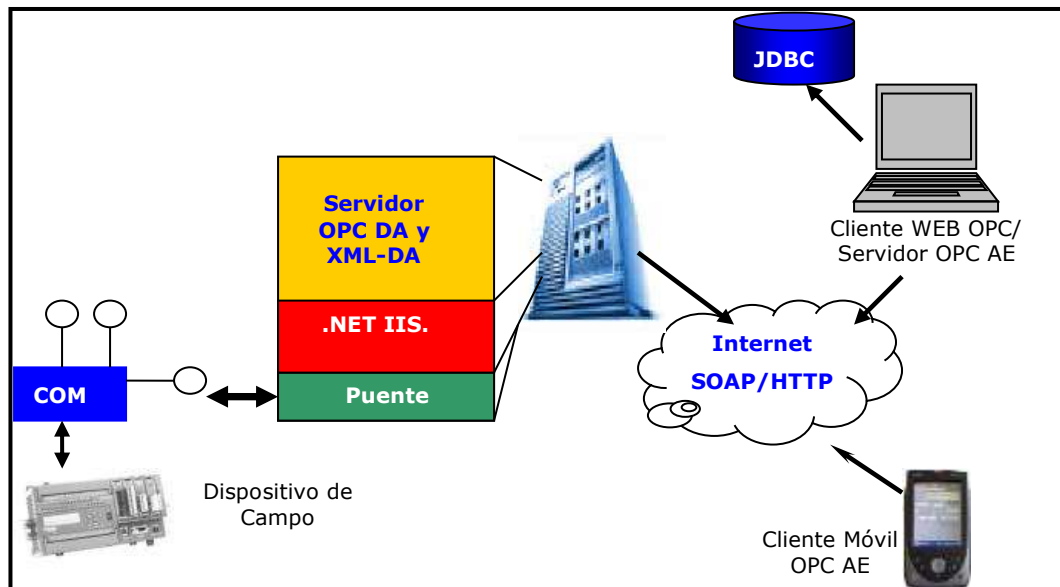 JDBC
Servidor
OPC DA y
XML-DA
Cliente WEB OPC/
Servidor OPC AE
.NET IIS.
Internet
SOAP/HTTP
COM
Puente
Dispositivo de
Campo
Cliente Móvil
OPC AE